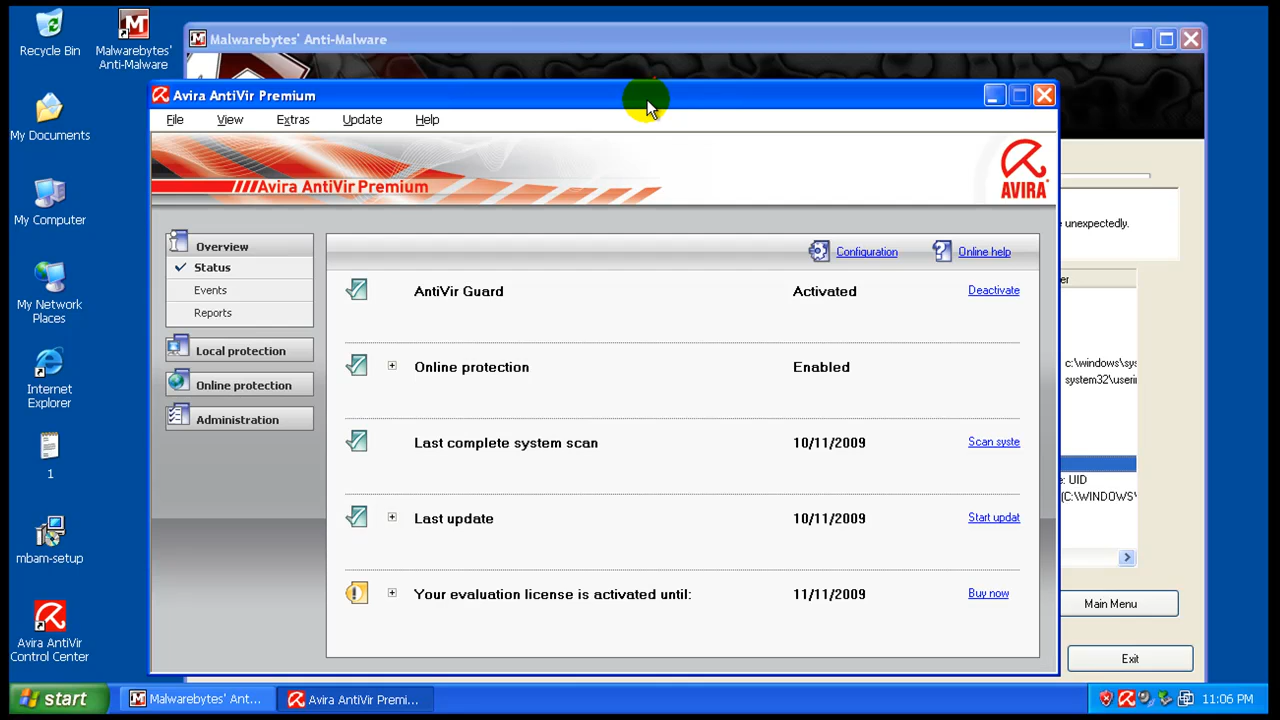 Recycle Bin
Malwarebytes'
Anti-Malware
My Documents
My Computer
My Network
Places
Internet
Explorer
1
mbam-setup
Avira AntiVir
Control Center
Malwarebytes' Anti-Malware
Avira AntiVir Premium
File View Extras Update Help
Avira AntiVir Premium
AVIRA
Overview
Status
Events
Reports
Local protection
Online protection
Administration
Configuration Online help
AntiVir Guard Activated Deactivate
Online protection Enabled
Last complete system scan 10/11/2009 Scan syste
Last update 10/11/2009 Start updat
Your evaluation license is activated until: 11/11/2009 Buy now
unexpectedly.
er
c:\windows\sys
system32\userin
e: UID
(C:\WINDOWS\
Main Menu
Exit
start Malwarebytes' Ant... Avira AntiVir Premi... 11:06 PM